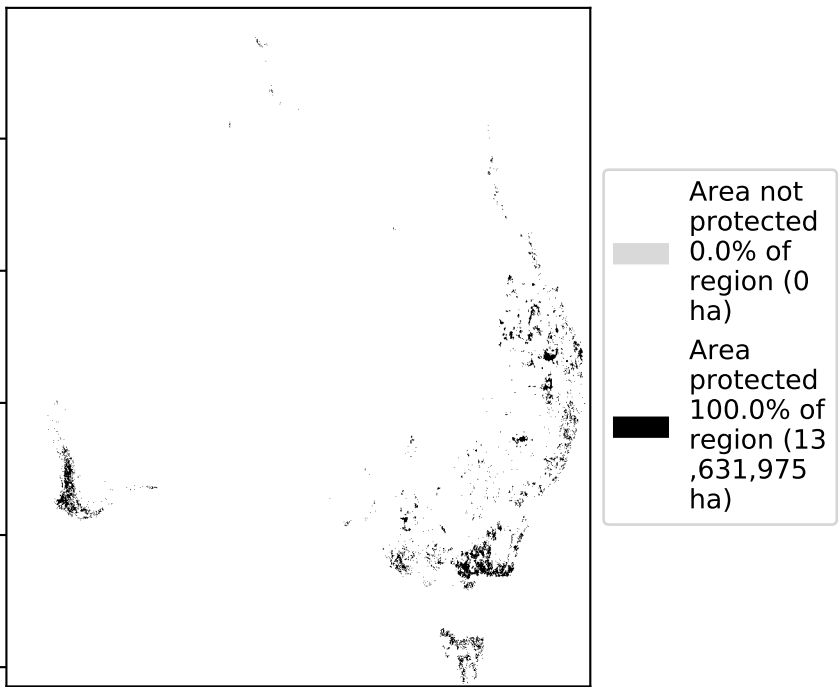 Area not
protected
0.0% of
region (0
ha)
Area
protected
100.0% of
region (13
,631,975
ha)